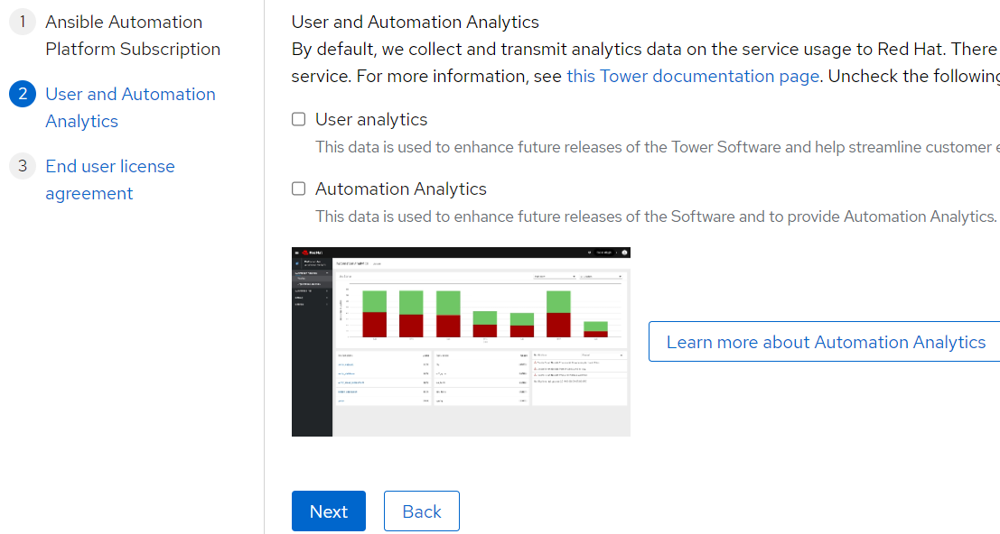 1
Ansible Automation
Platform Subscription
2
User and Automation
Analytics
3
End user license
agreement
User and Automation Analytics
By default, we collect and transmit analytics data on the service usage to Red Hat. There
service. For more information, see this Tower documentation page. Uncheck the following
User analytics
This data is used to enhance future releases of the Tower Software and help streamline customer e
Automation Analytics
This data is used to enhance future releases of the Software and to provide Automation Analytics.
Red Hat
Automation Analytics
Learn more about Automation Analytics
Next
Back